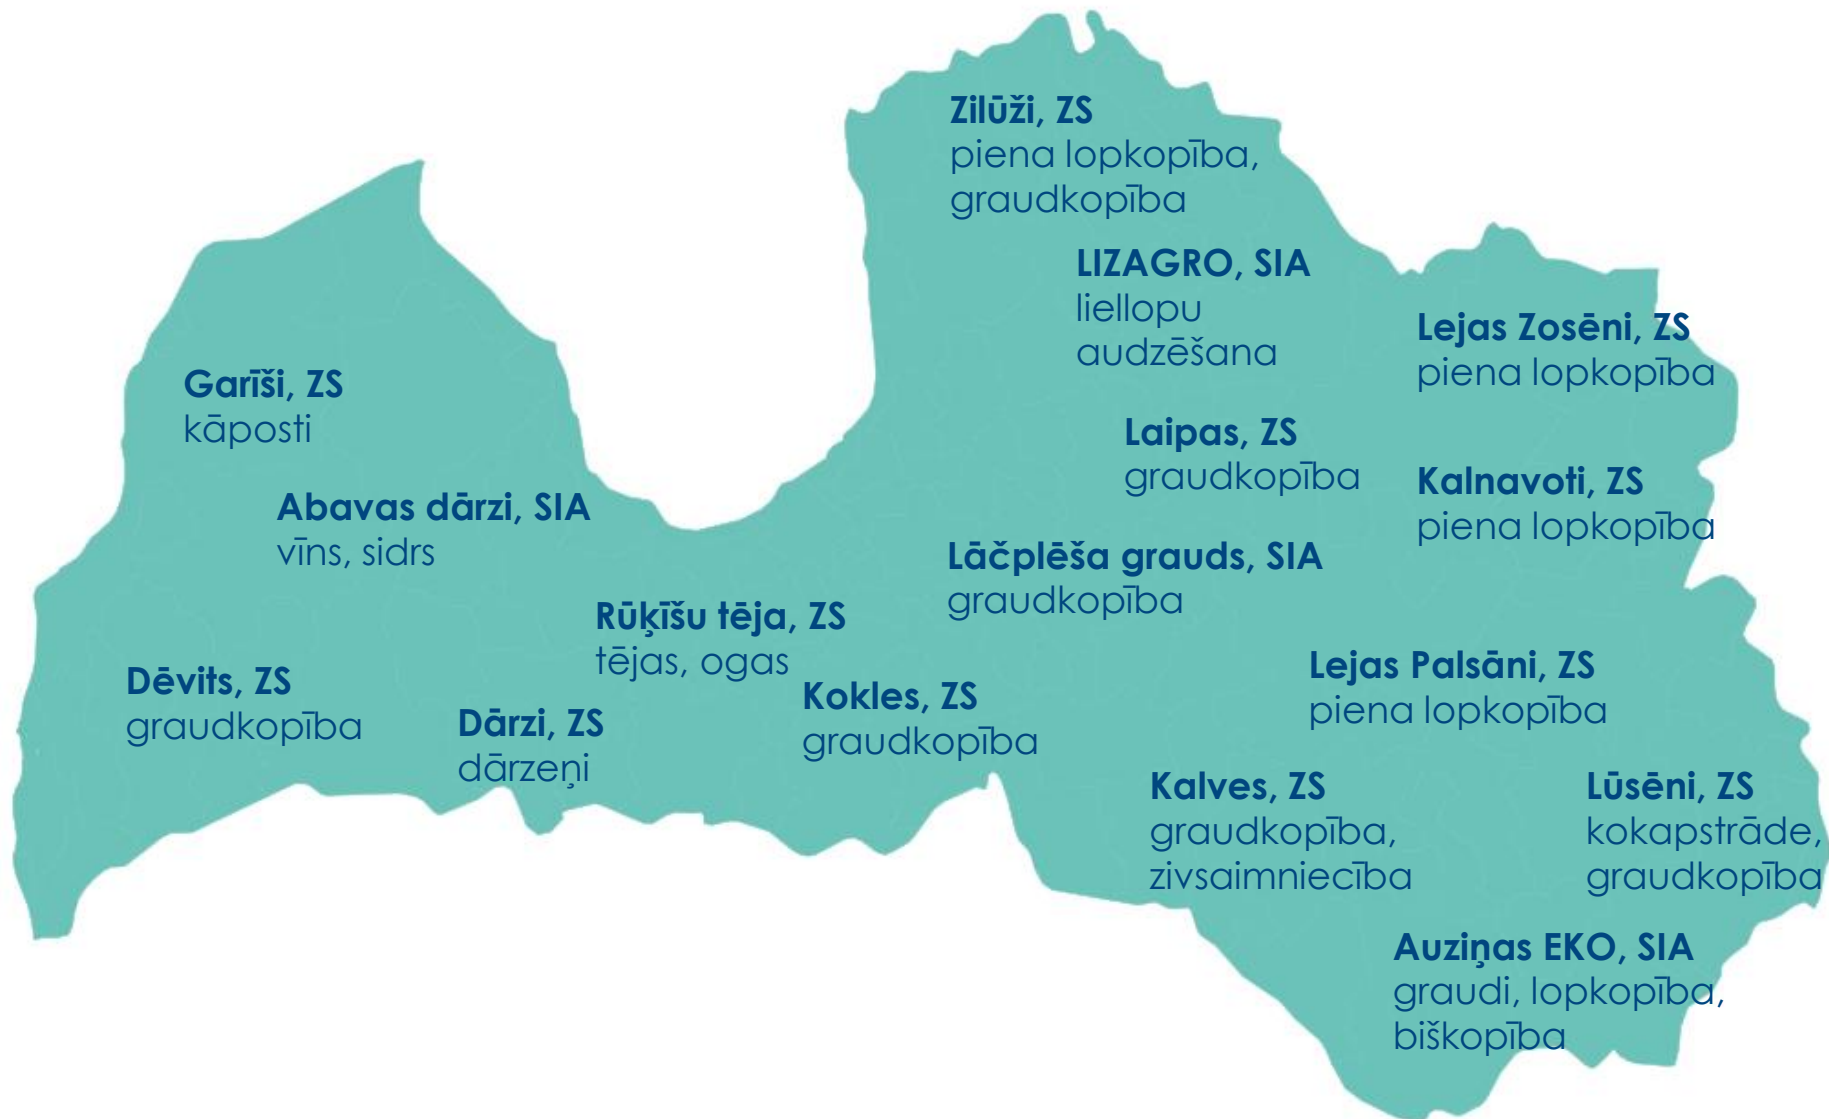 Zilūži, ZS
piena lopkopība,
graudkopība
LIZAGRO, SIA
liellopu
audzēšana
Lejas Zosēni, ZS
piena lopkopība
Garīši, ZS
kāposti
Laipas, ZS
graudkopība
Kalnavoti, ZS
piena lopkopība
Abavas dārzi, SIA
vīns, sidrs
Lāčplēša grauds, SIA
graudkopība
Rūķīšu tēja, ZS
tējas, ogas
Lejas Palsāni, ZS
piena lopkopība
Dēvits, ZS
graudkopība
Kokles, ZS
graudkopība
Dārzi, ZS
dārzeņi
Kalves, ZS
graudkopība,
zivsaimniecība
Lūsēni, ZS
kokapstrāde,
graudkopība
Auziņas EKO, SIA
graudi, lopkopība,
biškopība